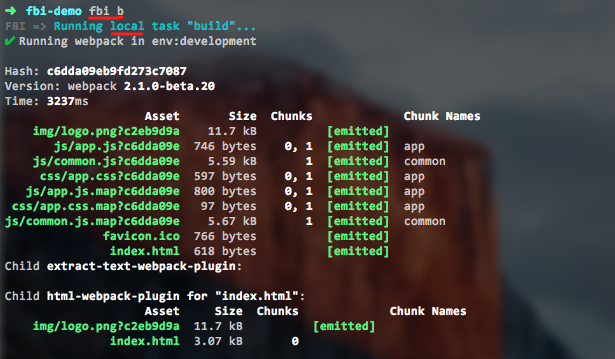 ➜ fbi-demo fbi b
FBI => Running local task "build"...
✔ Running webpack in env:development
Hash: c6dda09eb9fd273c7087
Version: webpack 2.1.0-beta.20
Time: 3237ms
Asset Size Chunks Chunk Names
img/logo.png?c2eb9d9a 11.7 kB [emitted]
js/app.js?c6dda09e 746 bytes 0, 1 [emitted] app
js/common.js?c6dda09e 5.59 kB 1 [emitted] common
css/app.css?c6dda09e 597 bytes 0, 1 [emitted] app
js/app.js.map?c6dda09e 800 bytes 0, 1 [emitted] app
css/app.css.map?c6dda09e 97 bytes 0, 1 [emitted] app
js/common.js.map?c6dda09e 5.67 kB 1 [emitted] common
favicon.ico 766 bytes [emitted]
index.html 618 bytes [emitted]
Child extract-text-webpack-plugin:
Child html-webpack-plugin for "index.html":
Asset Size Chunks Chunk Names
img/logo.png?c2eb9d9a 11.7 kB [emitted]
index.html 3.07 kB 0